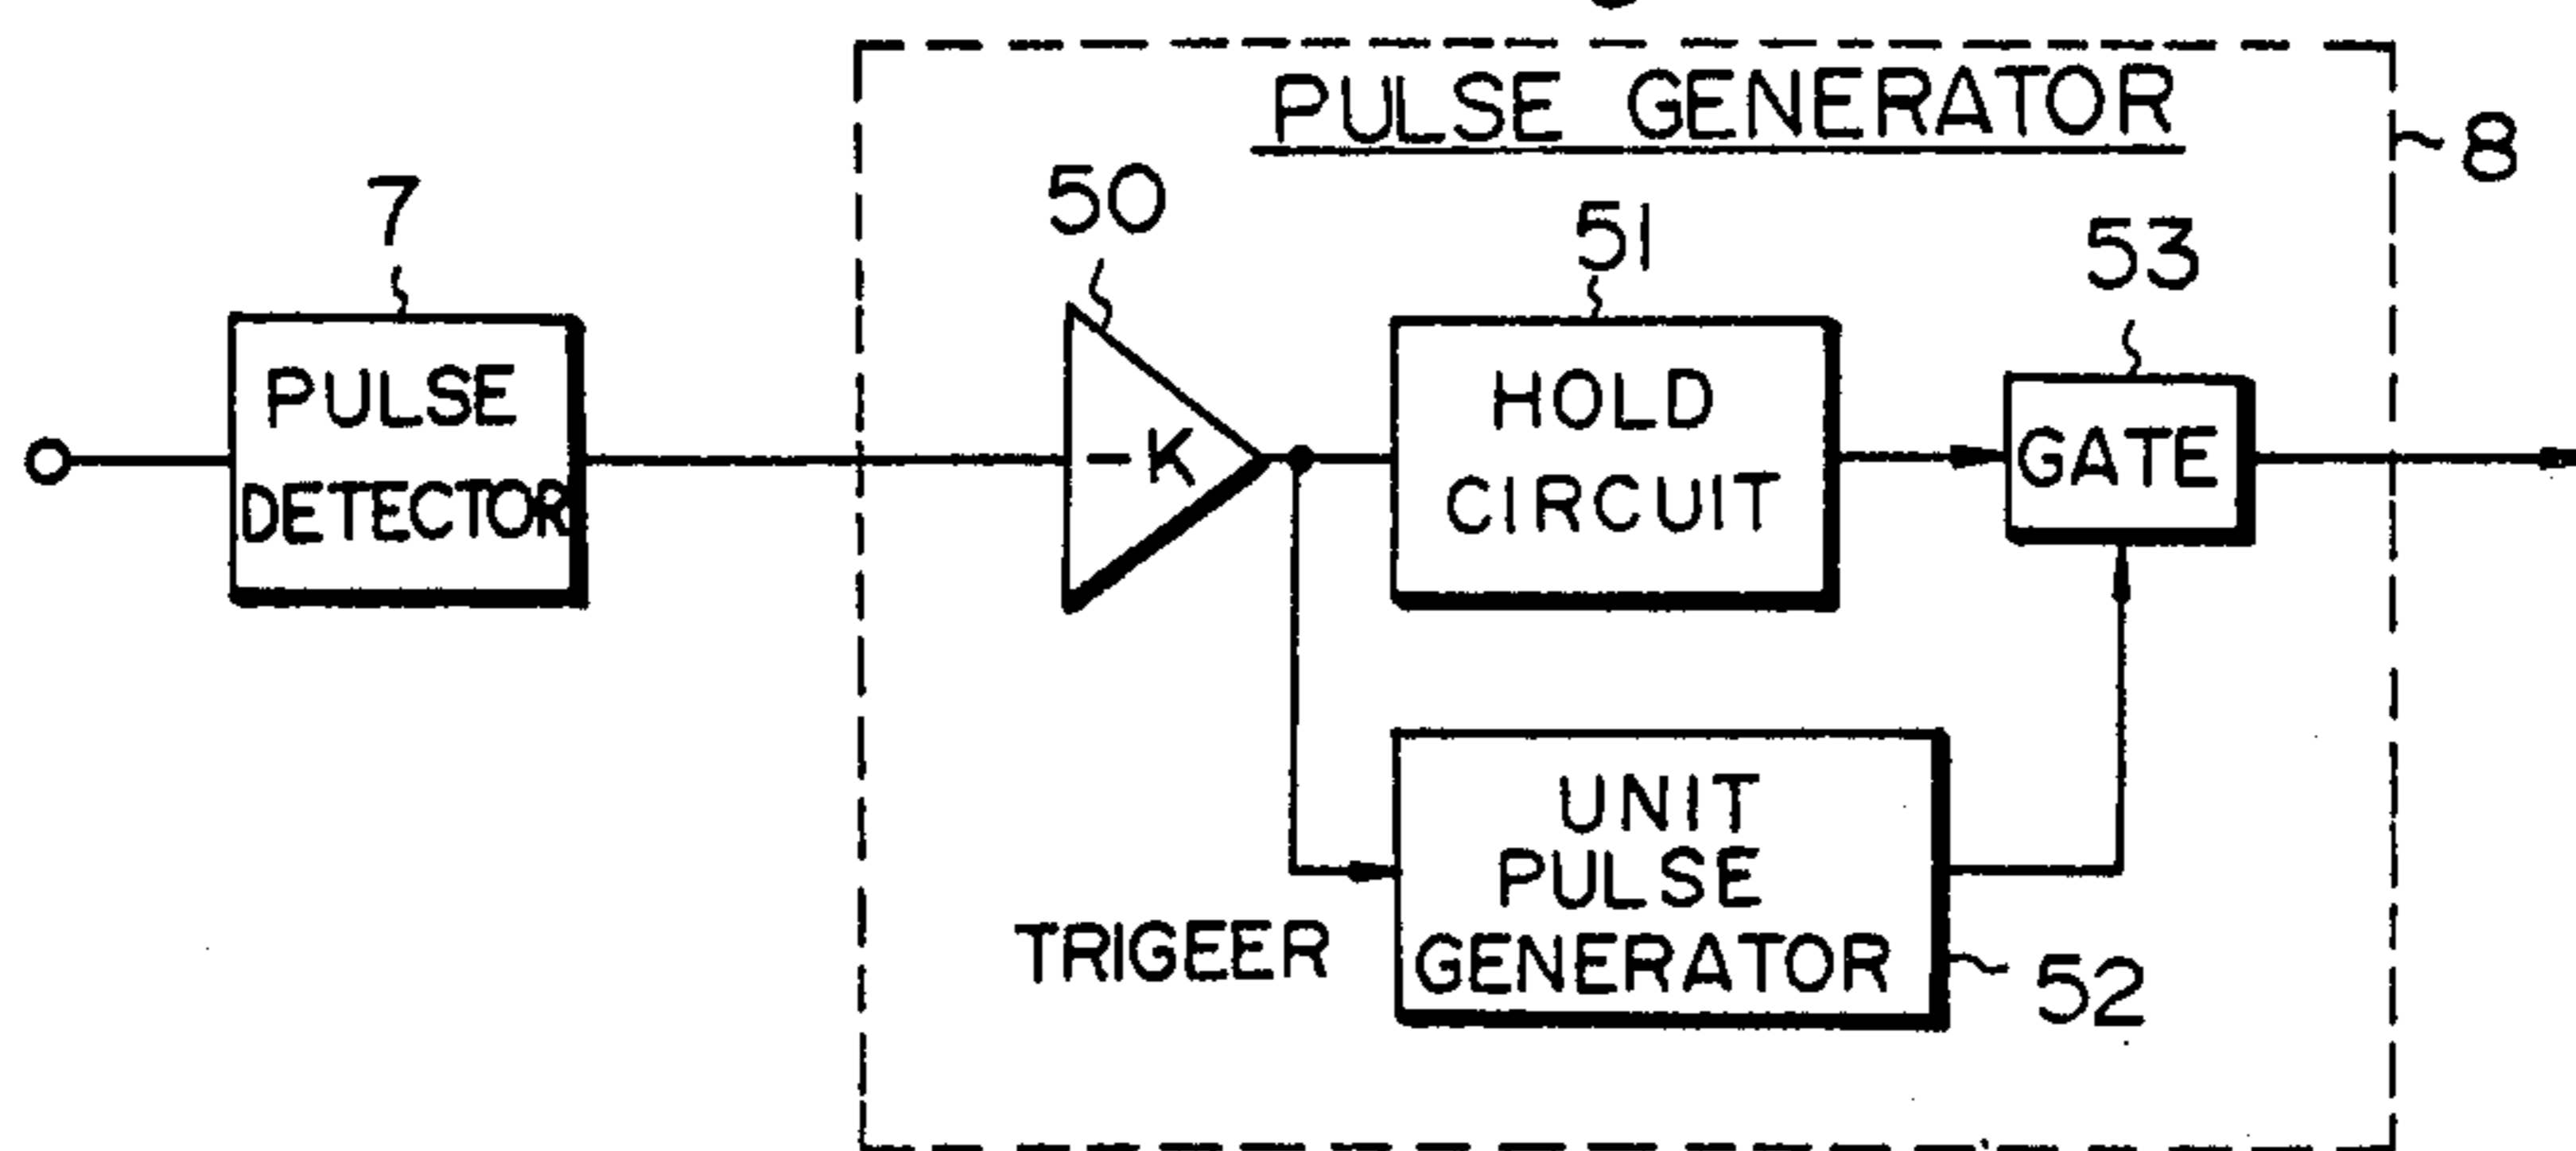 PULSE GENERATOR
8
7
50
51
53
PULSE
DETECTOR
-K
HOLD
CIRCUIT
GATE
UNIT
PULSE
GENERATOR
TRIGEER
52